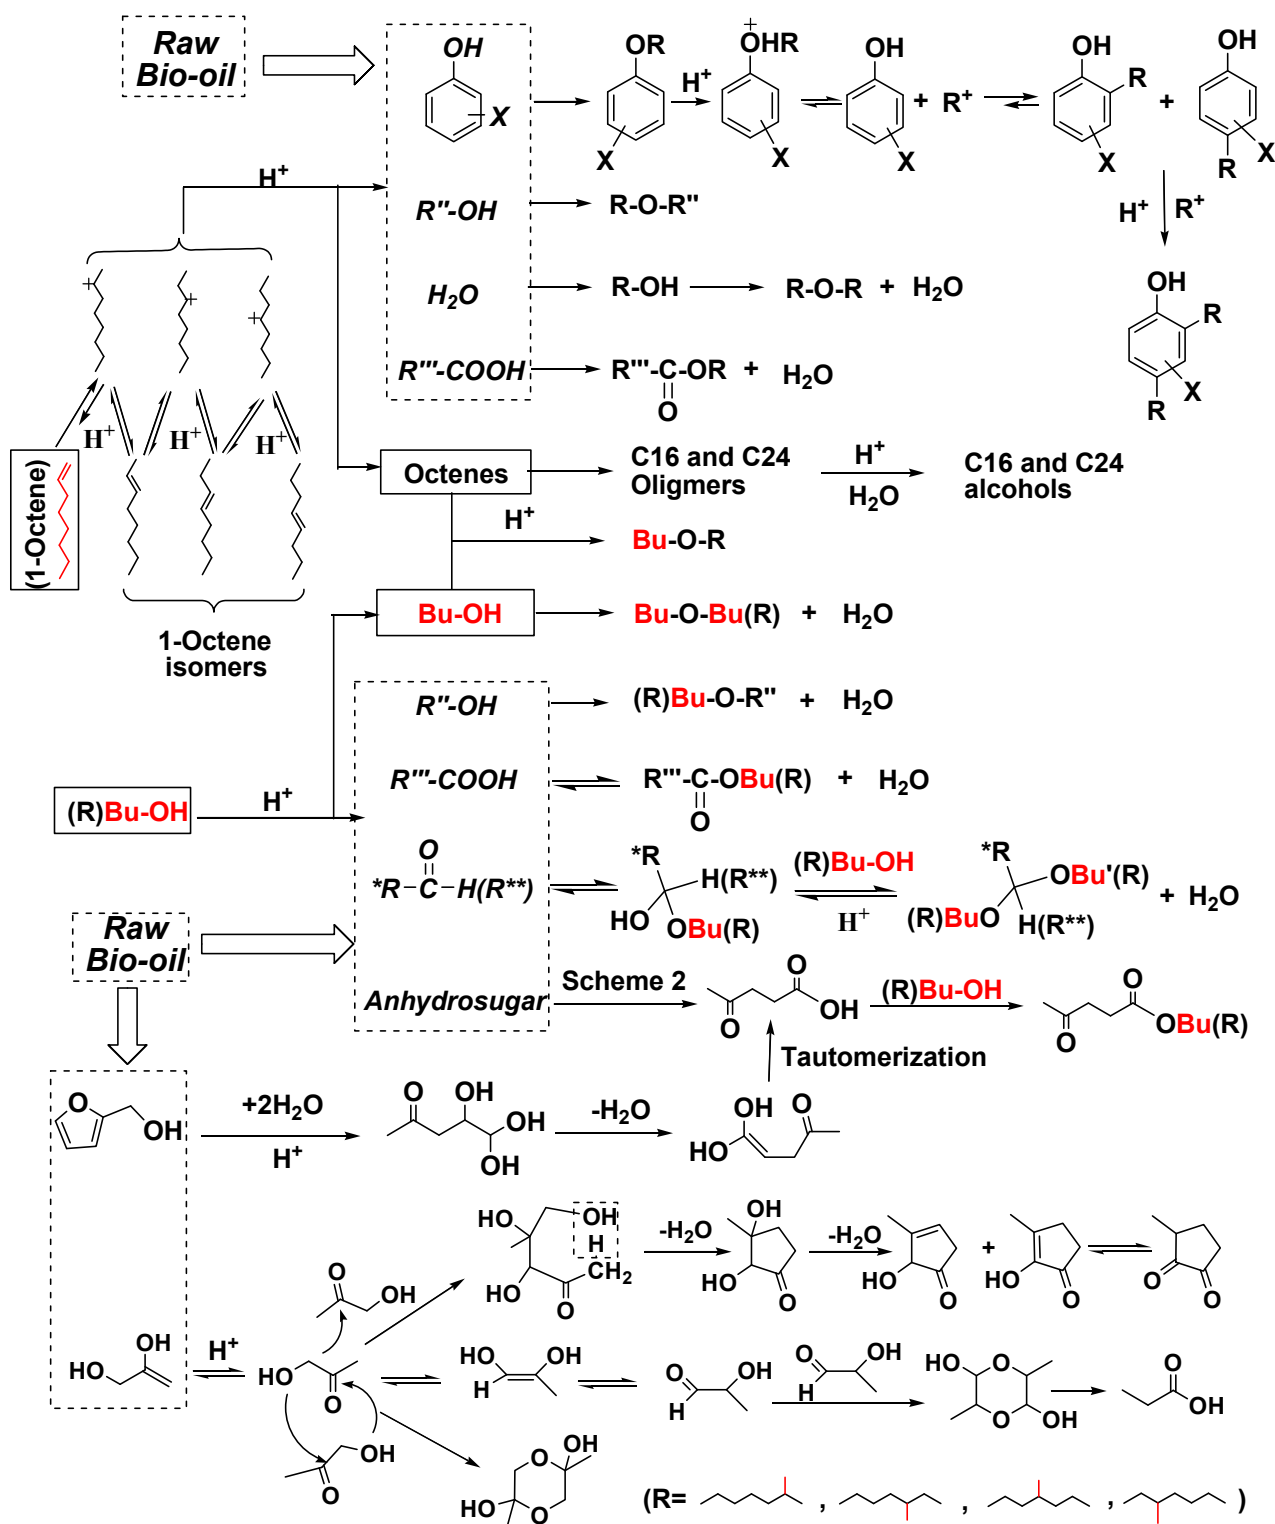 Raw
Bio-oil
OH
X
OR
X
H+
+
OHR
X
OH
X
+ R+
OH
R
X
+
OH
X
R
H+
R+
OH
R
X
R
H+
R''-OH
R-O-R''
H2O
R-OH
R-O-R + H2O
R'''-COOH
R'''-C-OR
O
+ H2O
+
+
+
H+
H+
H+
(1-Octene)
1-Octene
isomers
Octenes
C16 and C24
Oligmers
H+
H2O
C16 and C24
alcohols
H+
Bu-O-R
Bu-OH
Bu-O-Bu(R) + H2O
R''-OH
(R)Bu-O-R'' + H2O
R'''-COOH
R'''-C-OBu(R)
O
+ H2O
(R)Bu-OH
H+
O
*R-C-H(R**)
*R
H(R**)
HO
OBu(R)
(R)Bu-OH
H+
*R
OBu'(R)
(R)BuO
H(R**)
+ H2O
Raw
Bio-oil
Anhydrosugar
Scheme 2
O
OH
O
(R)Bu-OH
O
OBu(R)
O
Tautomerization
O
OH
+2H2O
H+
O
OH
OH
OH
-H2O
OH
O
HO
HO
OH
H
CH2
HO
HO
O
-H2O
OH
HO
O
-H2O
HO
O
+
HO
O
O
O
O
OH
OH
HO
H+
HO
O
HO
OH
H
O
OH
H
O
OH
H
HO
O
O
OH
O
OH
O
OH
O
OH
HO
O
(R= , , , )